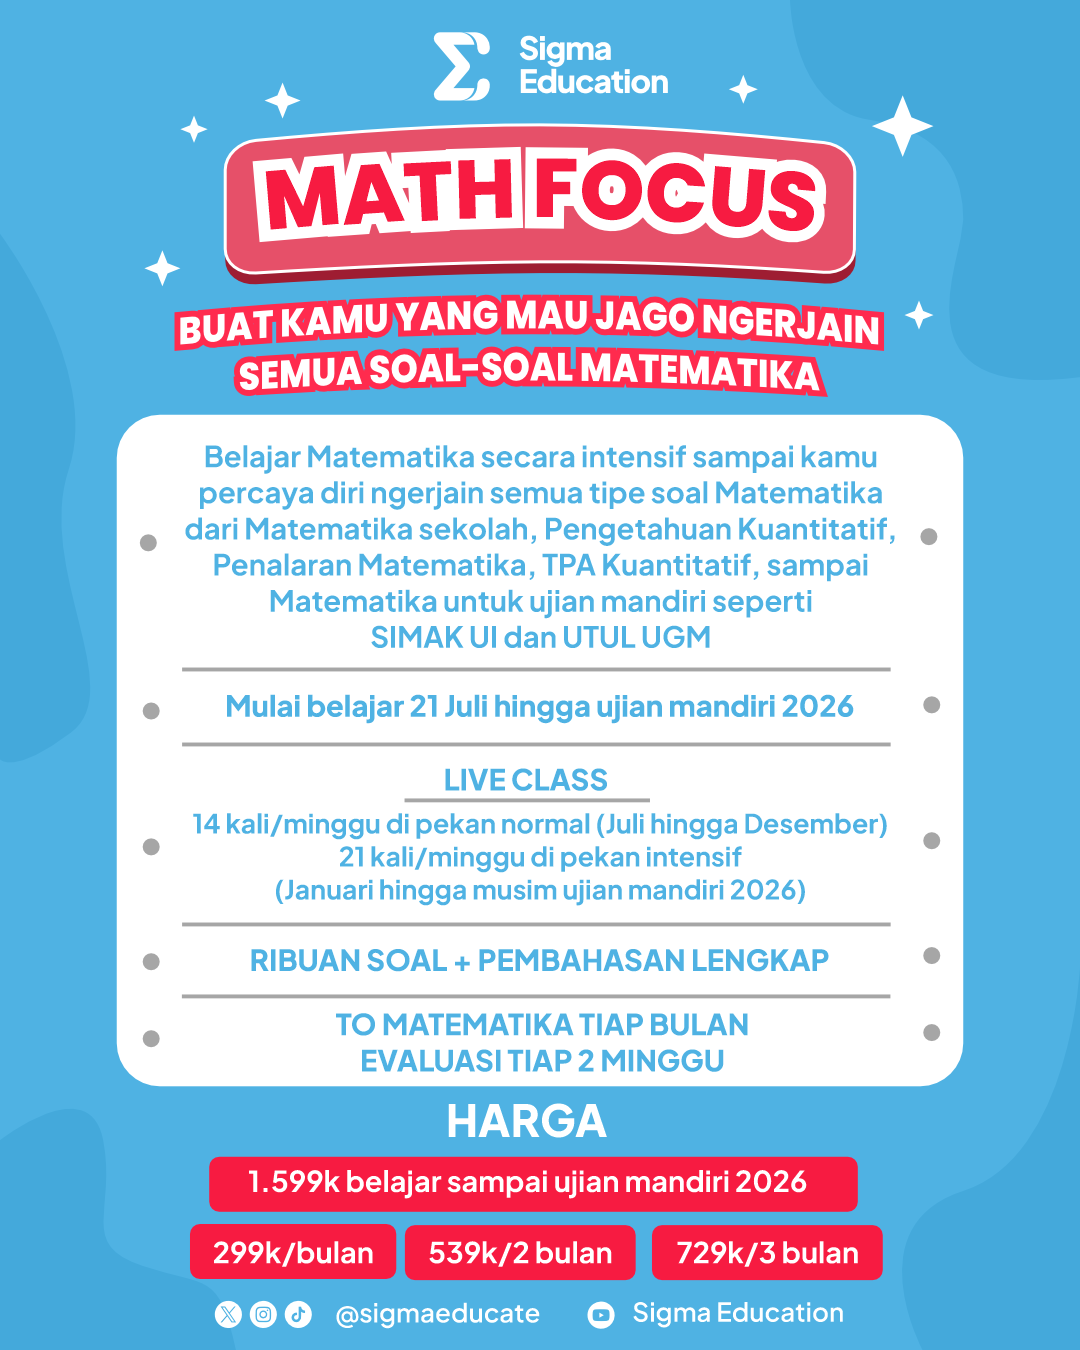 Sigma
Education
MATH FOCUS
BUAT KAMU YANG MAU JAGO NGERJAIN
SEMUA SOAL-SOAL MATEMATIKA
Belajar Matematika secara intensif sampai kamu
percaya diri ngerjain semua tipe soal Matematika
dari Matematika sekolah, Pengetahuan Kuantitatif,
Penalaran Matematika, TPA Kuantitatif, sampai
Matematika untuk ujian mandiri seperti
SIMAK UI dan UTUL UGM
Mulai belajar 21 Juli hingga ujian mandiri 2026
LIVE CLASS
14 kali/minggu di pekan normal (Juli hingga Desember)
21 kali/minggu di pekan intensif
(Januari hingga musim ujian mandiri 2026)
RIBUAN SOAL + PEMBAHASAN LENGKAP
TO MATEMATIKA TIAP BULAN
EVALUASI TIAP 2 MINGGU
HARGA
1.599k belajar sampai ujian mandiri 2026
299k/bulan 539k/2 bulan 729k/3 bulan
@sigmaeducate Sigma Education